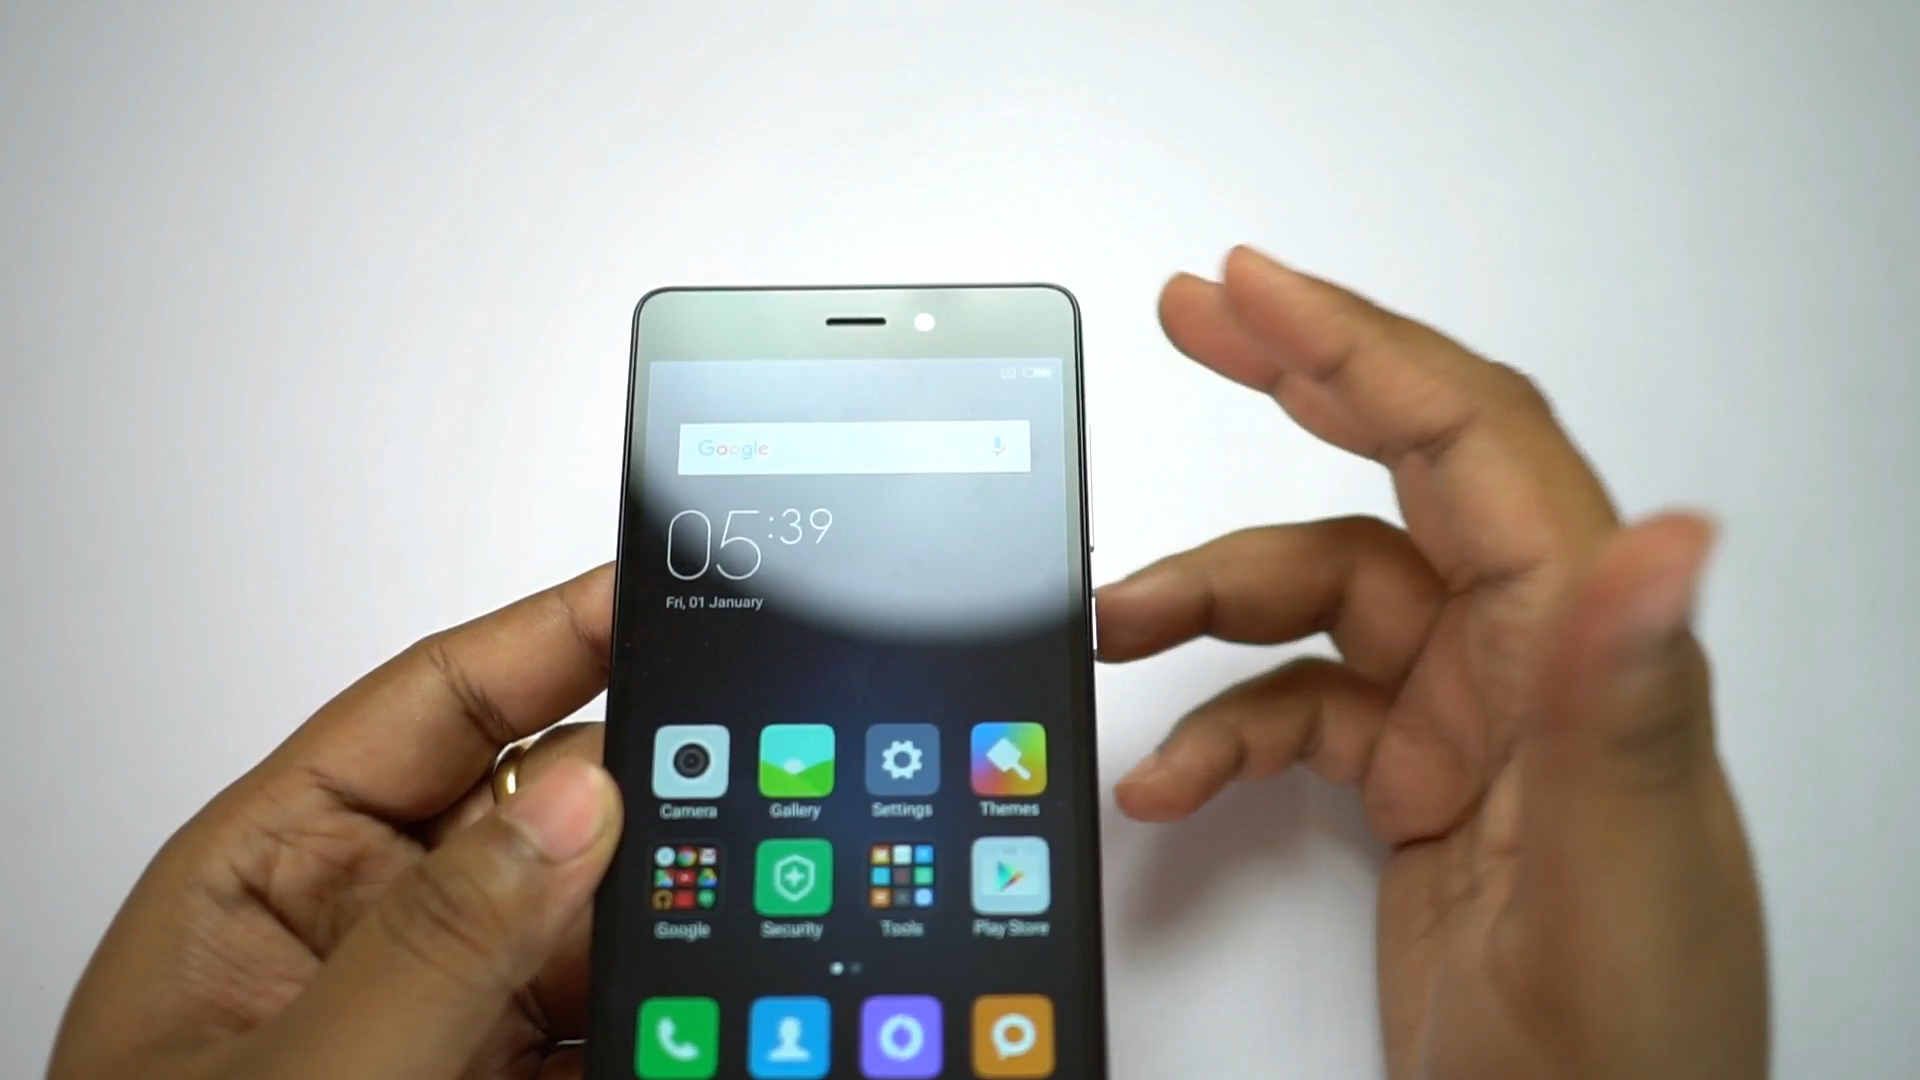 Google
05:39
Fri, 01 January
Camera Gallery Settings Themes
Google Security Tools Play Store